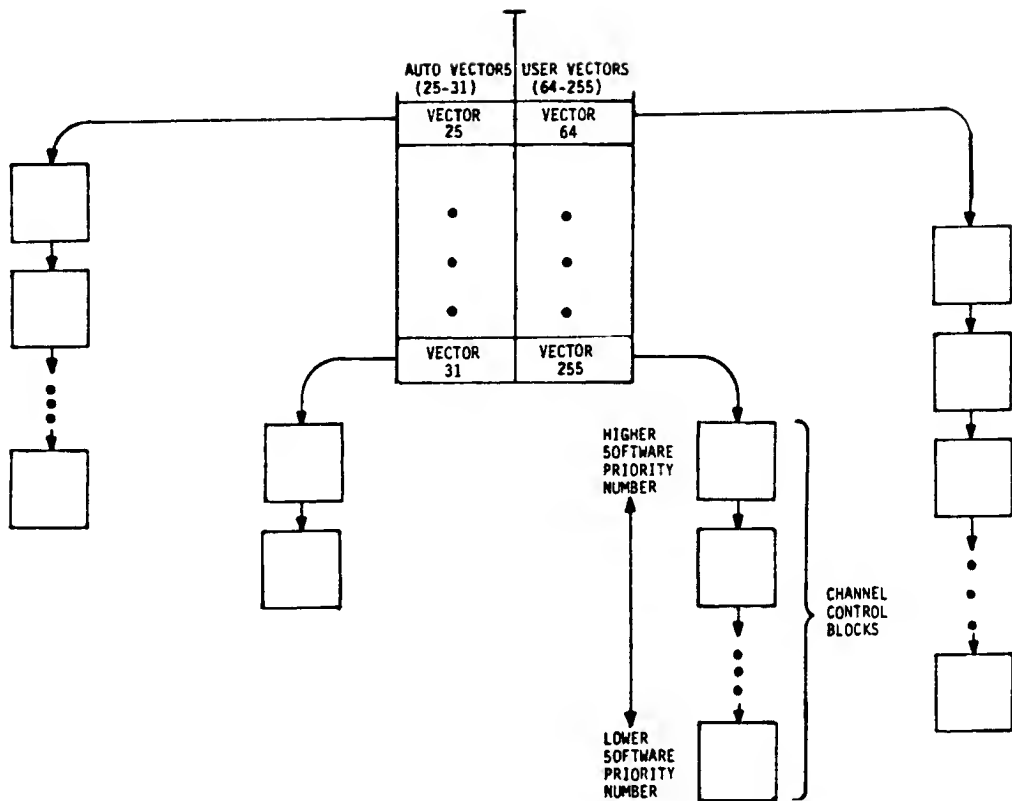 AUTO VECTORS
(25-31)
USER VECTORS
(64-255)
VECTOR
25
VECTOR
64
VECTOR
31
VECTOR
255
HIGHER
SOFTWARE
PRIORITY
NUMBER
CHANNEL
CONTROL
BLOCKS
LOWER
SOFTWARE
PRIORITY
NUMBER